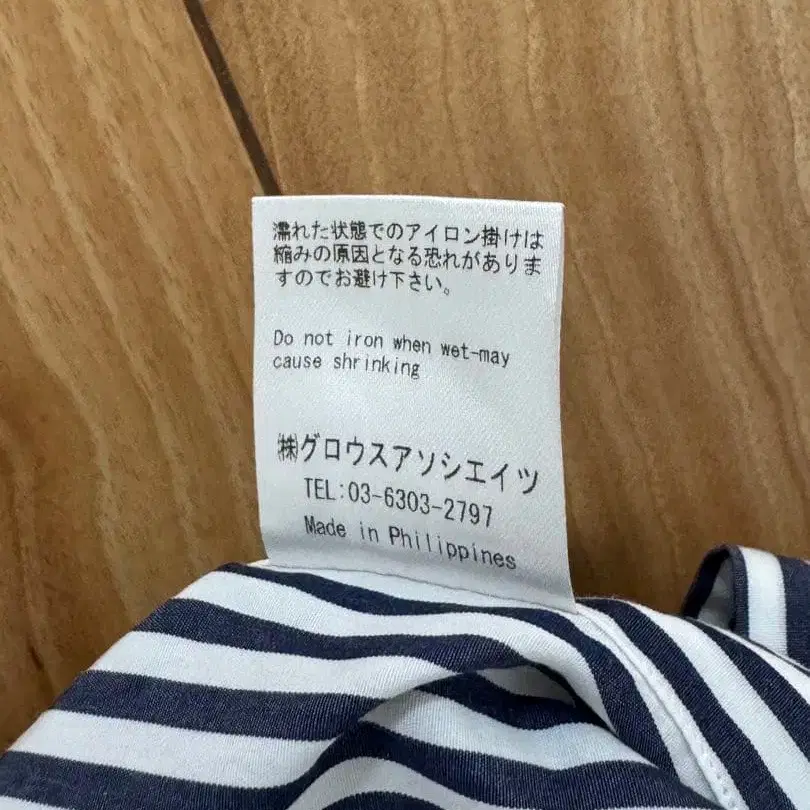 濡れた状態でのアイロン掛けは
縮みの原因となる恐れがありま
すのでお避け下さい。
Do not iron when wet-may
cause shrinking
㈱グロウスアソシエイツ
TEL:03-6303-2797
Made in Philippines